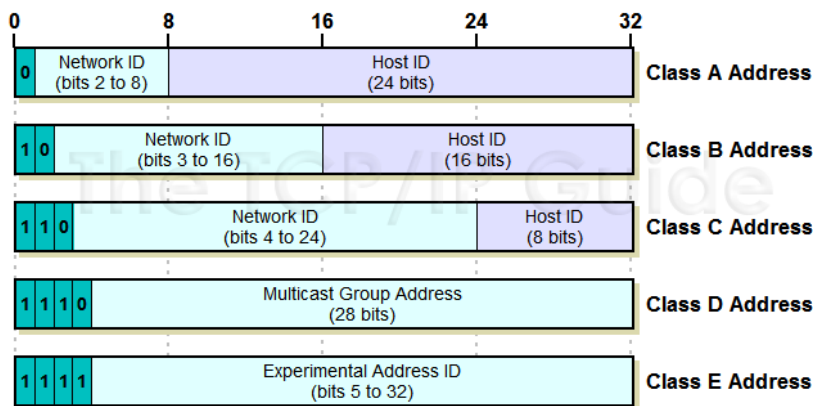 0 8 16 24 32
0 Network ID Host ID Class A Address
(bits 2 to 8) (24 bits)
1 0 Network ID Host ID Class B Address
(bits 3 to 16) (16 bits)
The TCP/IP Guide
1 1 0 Network ID Host ID Class C Address
(bits 4 to 24) (8 bits)
1 1 1 0 Multicast Group Address Class D Address
(28 bits)
1 1 1 1 Experimental Address ID Class E Address
(bits 5 to 32)